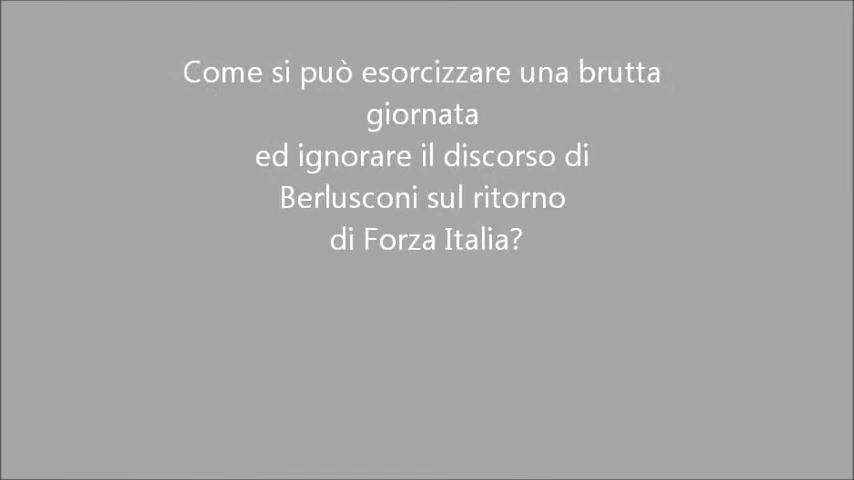 Come si può esorcizzare una brutta
giornata
ed ignorare il discorso di
Berlusconi sul ritorno
di Forza Italia?